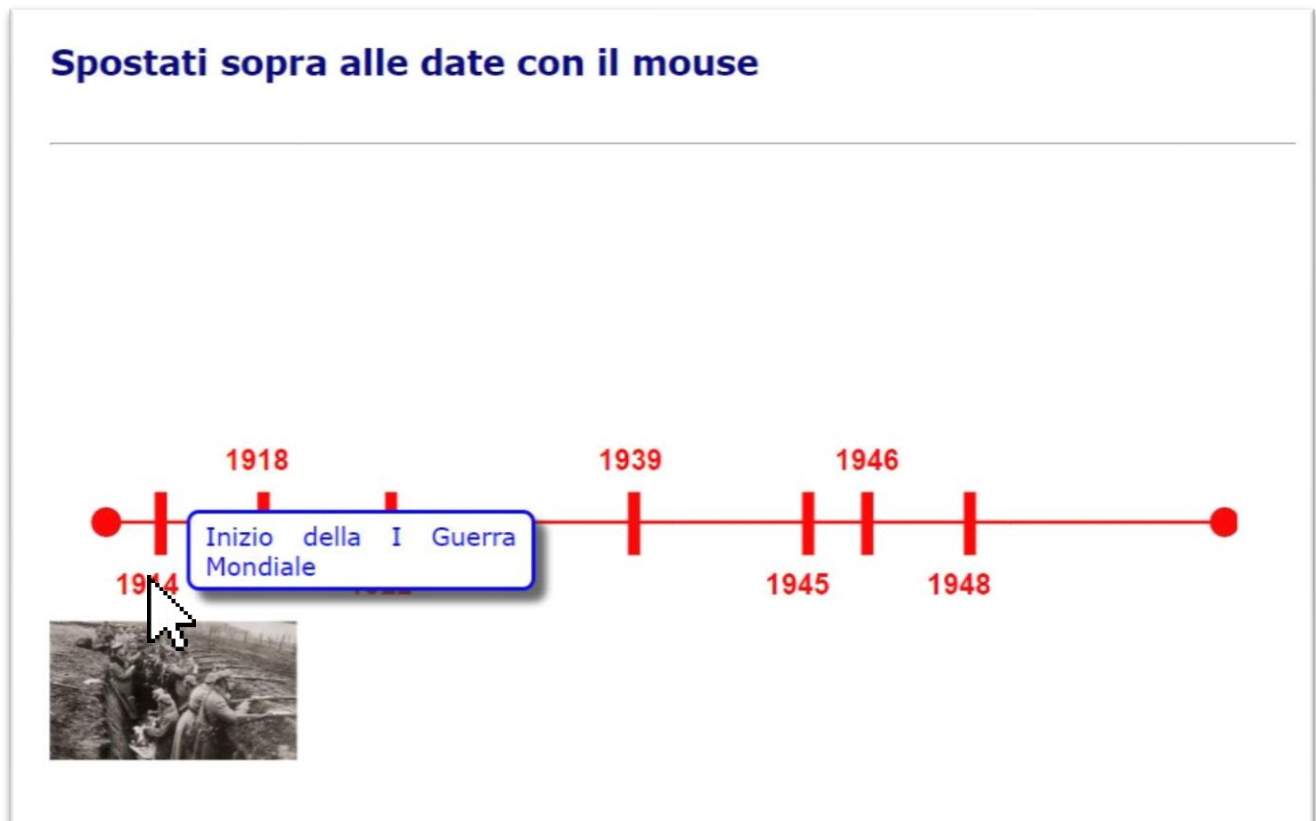 Spostati sopra alle date con il mouse
1918 1939 1946
Inizio della I Guerra
Mondiale
1945 1948